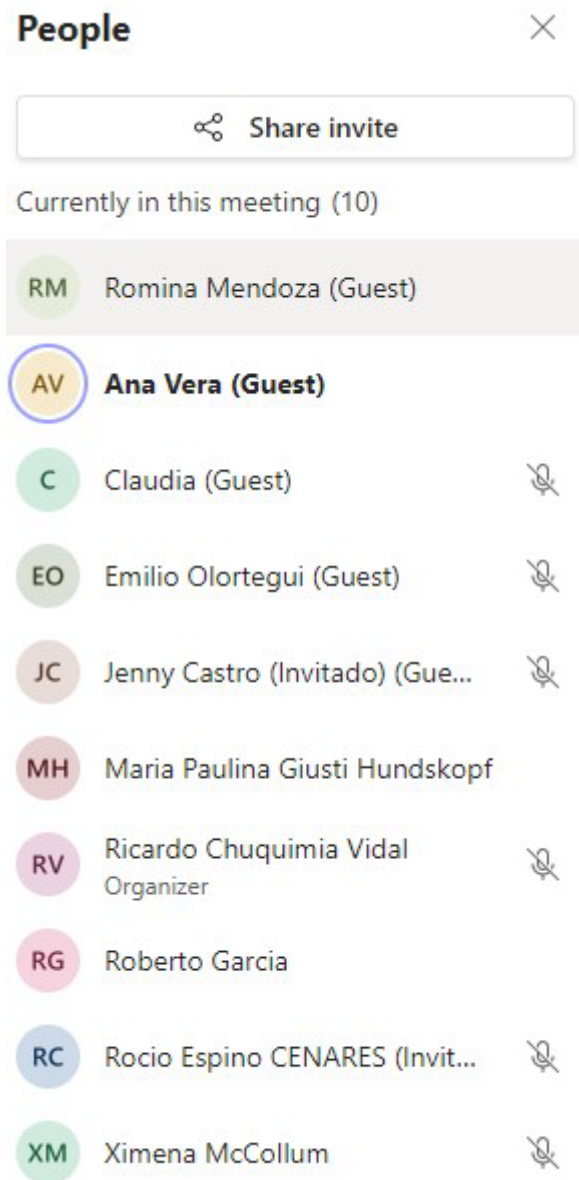 People
Share invite
Currently in this meeting (10)
RM Romina Mendoza (Guest)
AV Ana Vera (Guest)
C Claudia (Guest)
EO Emilio Olortegui (Guest)
JC Jenny Castro (Invitado) (Gue...
MH Maria Paulina Giusti Hundskopf
RV Ricardo Chuquimia Vidal
Organizer
RG Roberto Garcia
RC Rocio Espino CENARES (Invit...
XM Ximena McCollum